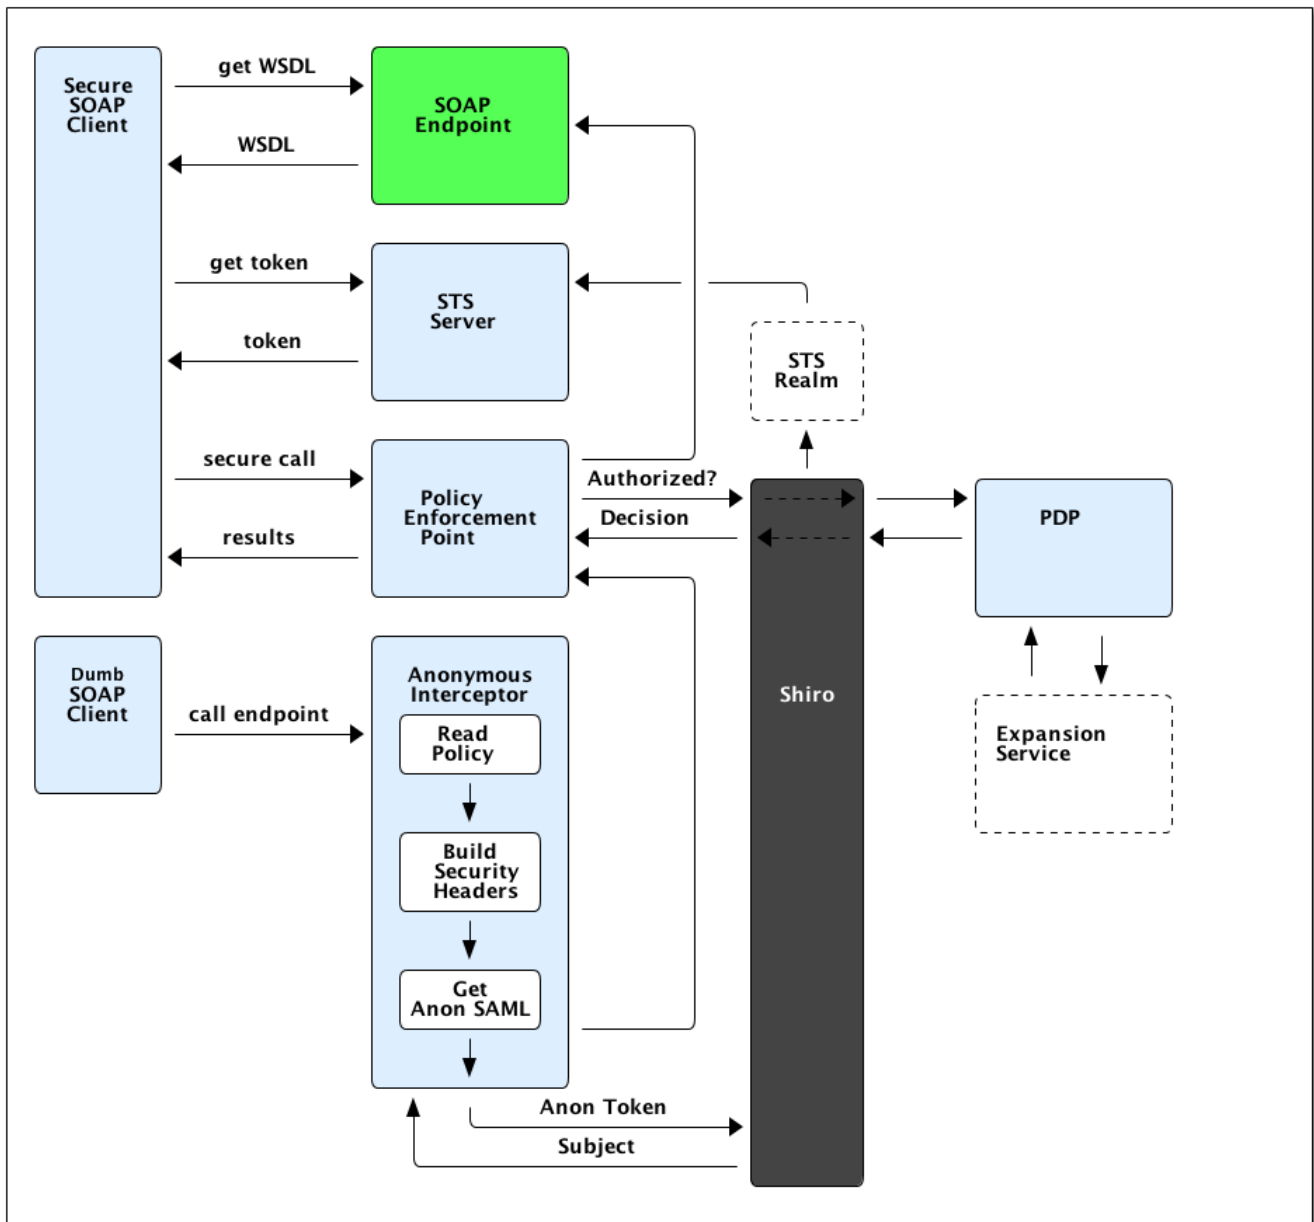 Secure
SOAP
Client
get WSDL
WSDL
SOAP
Endpoint
get token
token
STS
Server
STS
Realm
secure call
results
Policy
Enforcement
Point
Authorized?
Decision
PDP
Shiro
Expansion
Service
Dumb
SOAP
Client
call endpoint
Anonymous
Interceptor
Read
Policy
Build
Security
Headers
Get
Anon SAML
Anon Token
Subject